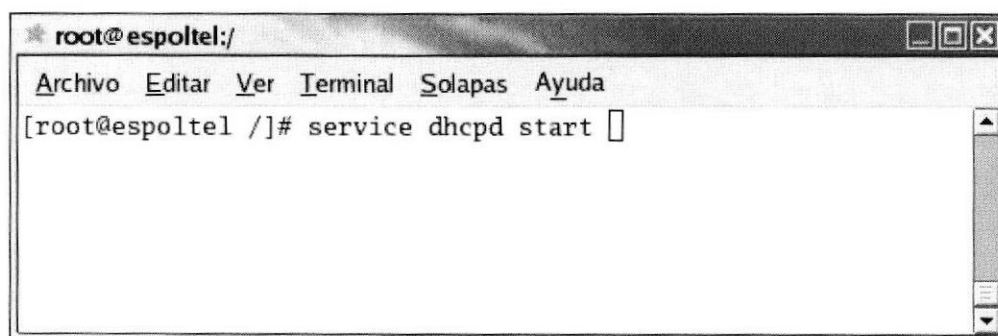 root@espoltel:/
Archivo Editar Ver Terminal Solapas Ayuda
[root@espoltel /]# service dhcpd start